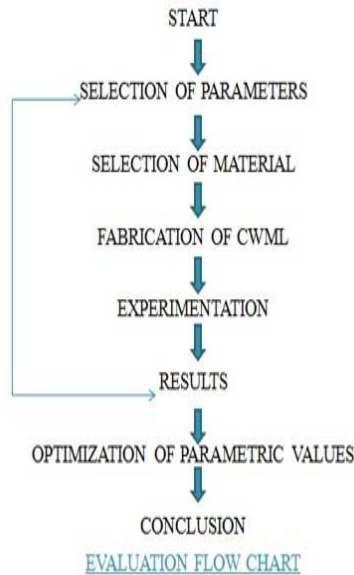 START
SELECTION OF PARAMETERS
SELECTION OF MATERIAL
FABRICATION OF CWML
EXPERIMENTATION
RESULTS
OPTIMIZATION OF PARAMETRIC VALUES
CONCLUSION
EVALUATION FLOW CHART